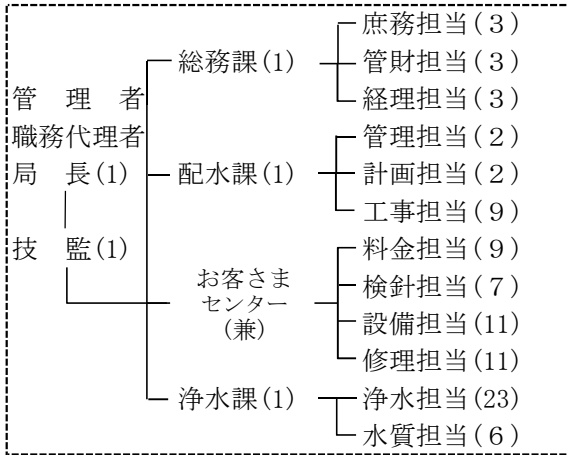 庶務担当(3)
総務課(1) 管財担当(3)
管理者 経理担当(3)
職務代理者 管理担当(2)
局長(1) 配水課(1) 計画担当(2)
工事担当(9)
技監(1) 料金担当(9)
お客さま 検針担当(7)
センター 設備担当(11)
(兼) 修理担当(11)
浄水課(1) 浄水担当(23)
水質担当(6)